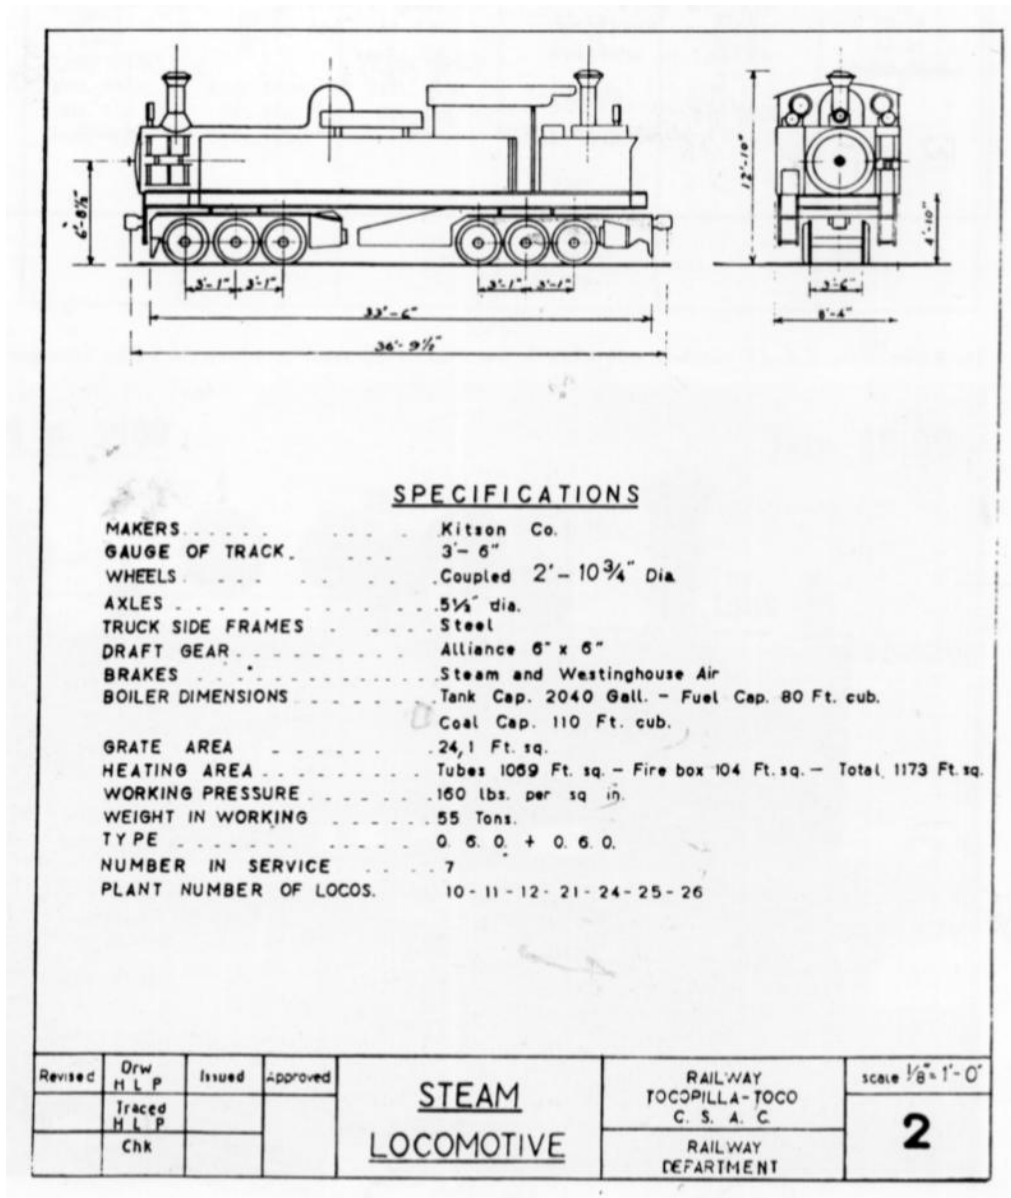 6'-8½"
12'-10"
4'-10"
3'-1" 3'-1" 3'-1" 3'-1"
3'-6"
33'-6"
8'-4"
36'-9½"
SPECIFICATIONS
MAKERS Kitson Co.
GAUGE OF TRACK. 3'- 6"
WHEELS Coupled 2'- 10 ¾" Dia
AXLES 5½" dia.
TRUCK SIDE FRAMES Steel
DRAFT GEAR Alliance 6" x 6"
BRAKES Steam and Westinghouse Air
BOILER DIMENSIONS Tank Cap. 2040 Gall. - Fuel Cap. 80 Ft. cub.
Coal Cap. 110 Ft. cub.
GRATE AREA 24,1 Ft. sq.
HEATING AREA Tubes 1069 Ft. sq. - Fire box 104 Ft. sq. - Total, 1173 Ft. sq.
WORKING PRESSURE 160 lbs. per sq in.
WEIGHT IN WORKING 55 Tons.
TYPE 0. 6. 0. + 0. 6. 0.
NUMBER IN SERVICE 7
PLANT NUMBER OF LOCOS. 10 - 11 - 12 - 21 - 24 - 25 - 26
Revised Drw H L P Issued Approved
Traced H L P
Chk
STEAM
LOCOMOTIVE
RAILWAY
TOCOPILLA-TOCO
C. S. A. C.
RAILWAY
DEPARTMENT
scale ⅛"= 1'- 0"
2